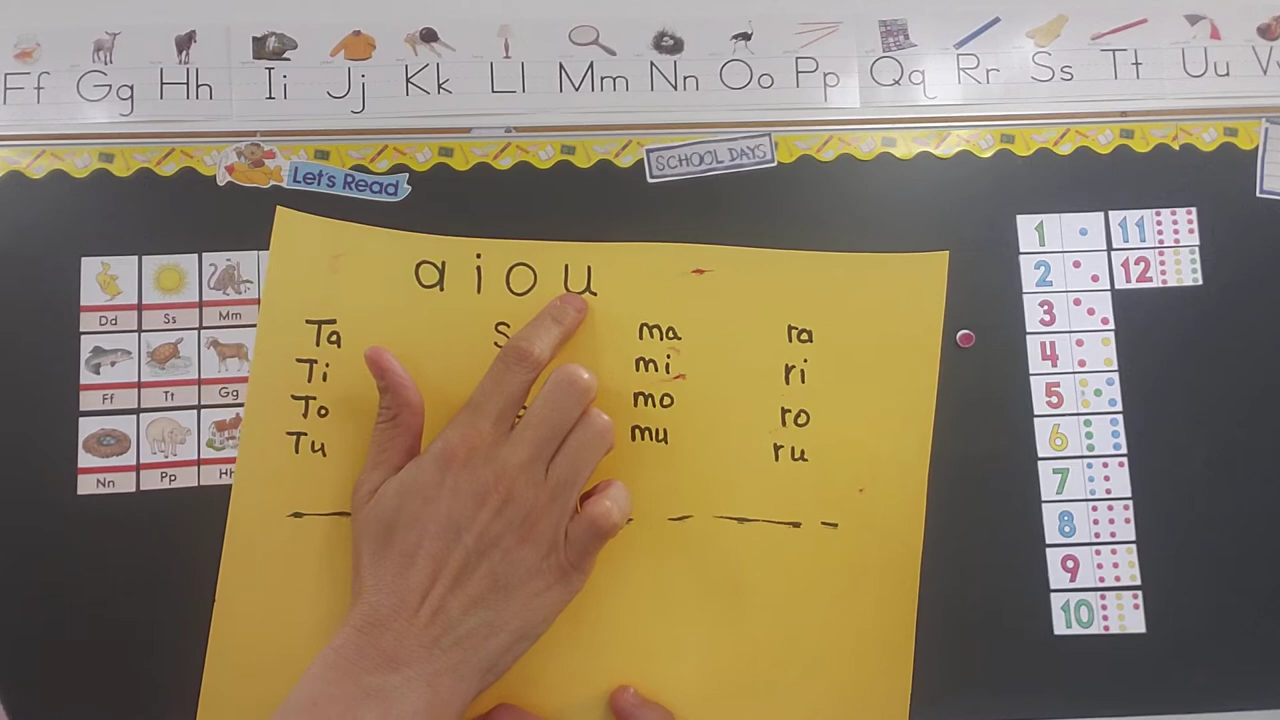 Ff Gg Hh Ii Jj Kk Ll Mm Nn Oo Pp Qq Rr Ss Tt Uu
Let's Read
SCHOOL DAYS
a i o u
Ta ma ra
Ti mi ri
To mo ro
Tu mu ru
Dd Ss Mm
Ff Tt Gg
Nn Pp
1 11
2 12
3
4
5
6
7
8
9
10